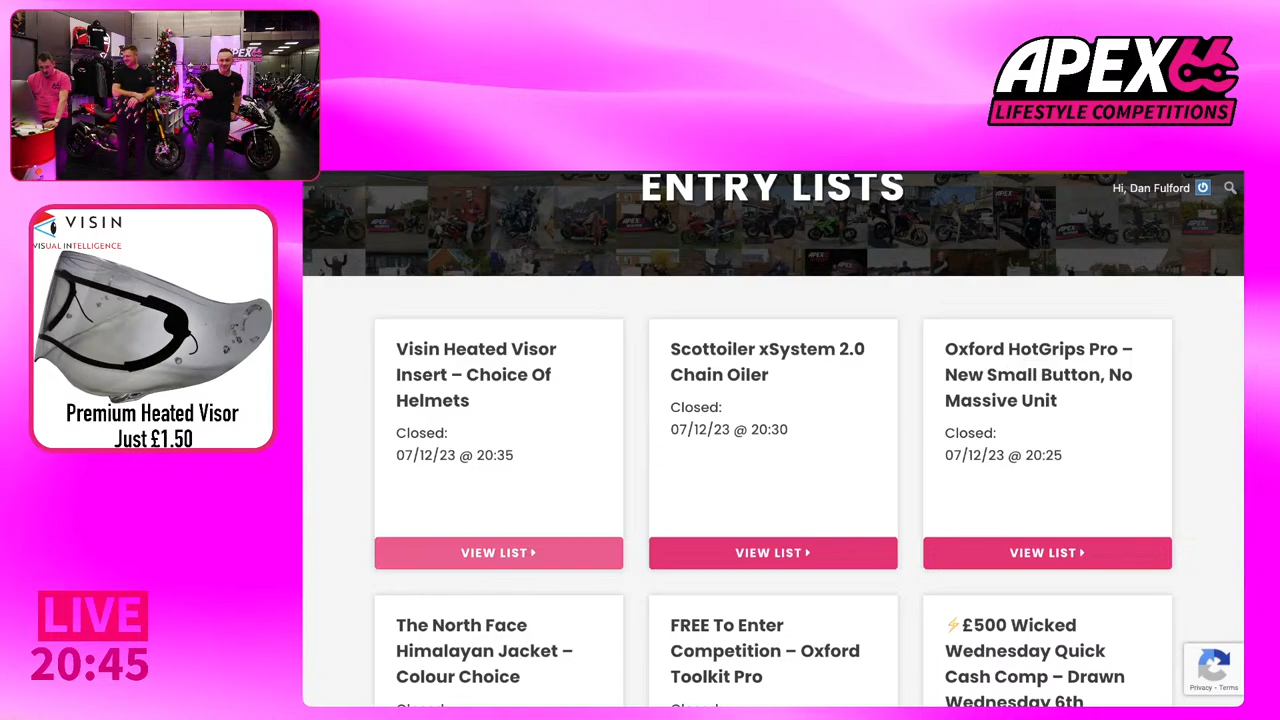 APEX66
LIFESTYLE COMPETITIONS
ENTRY LISTS
Hi, Dan Fulford
VISIN
VISUAL INTELLIGENCE
Premium Heated Visor
Just £1.50
LIVE
20:45
Visin Heated Visor
Insert – Choice Of
Helmets
Closed:
07/12/23 @ 20:35
VIEW LIST
Scottoiler xSystem 2.0
Chain Oiler
Closed:
07/12/23 @ 20:30
VIEW LIST
Oxford HotGrips Pro –
New Small Button, No
Massive Unit
Closed:
07/12/23 @ 20:25
VIEW LIST
The North Face
Himalayan Jacket –
Colour Choice
FREE To Enter
Competition – Oxford
Toolkit Pro
⚡£500 Wicked
Wednesday Quick
Cash Comp – Drawn
Wednesday 6th
Privacy - Terms